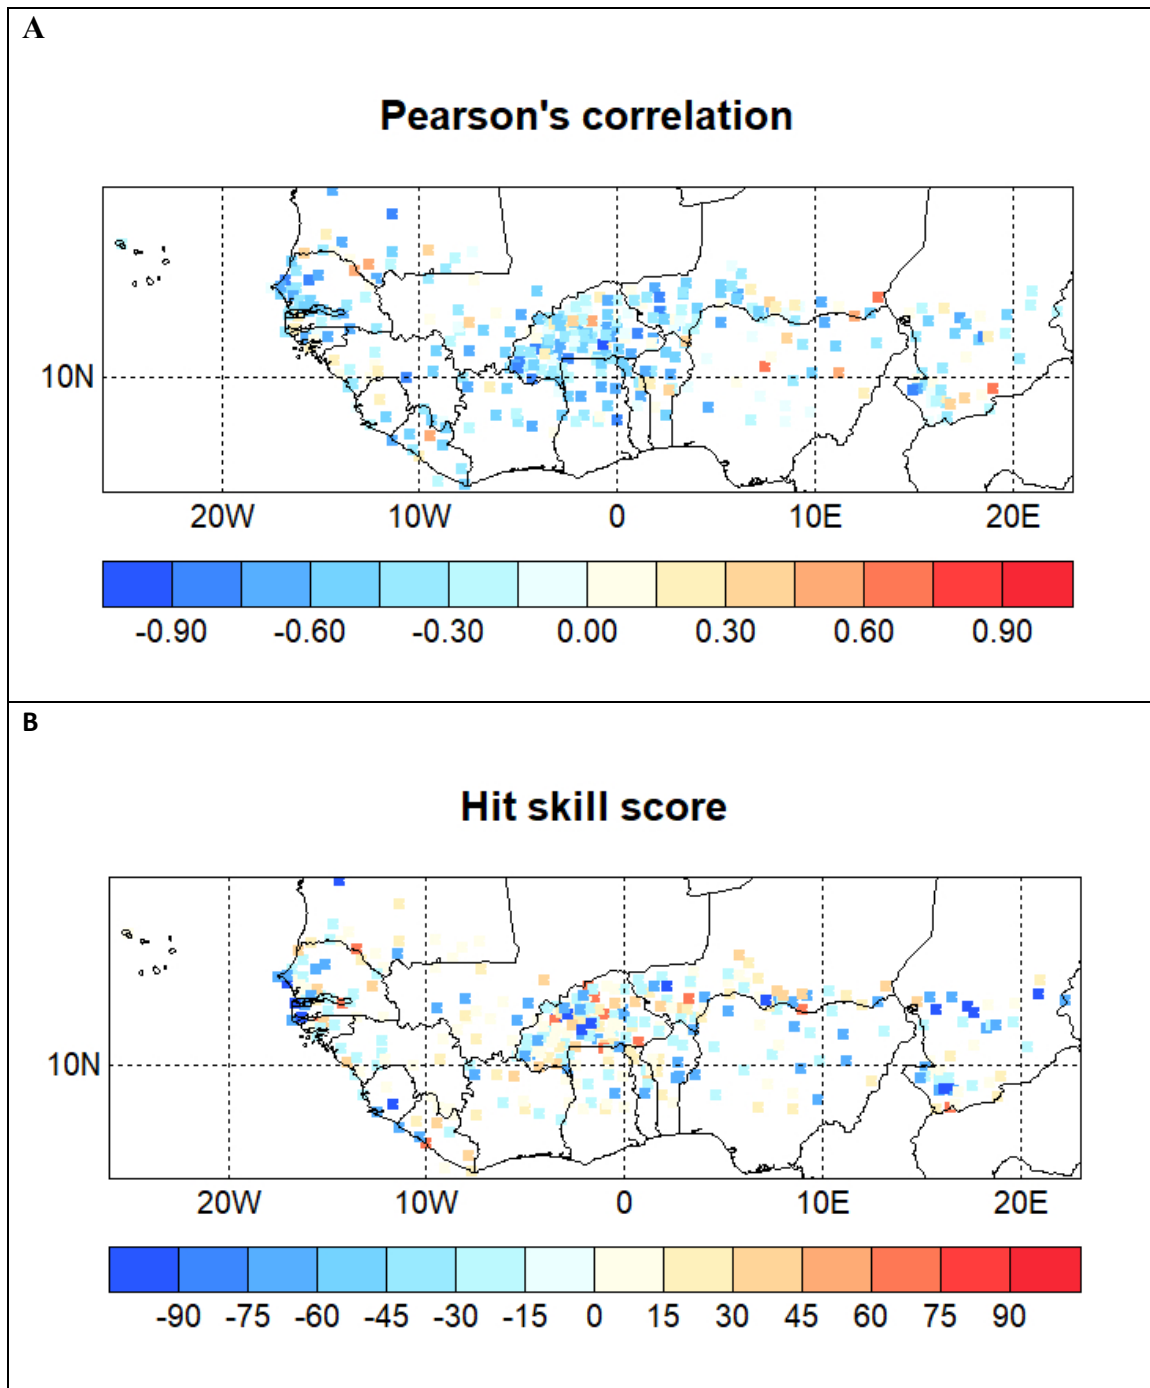 A
Pearson's correlation
10N
20W 10W 0 10E 20E
-0.90 -0.60 -0.30 0.00 0.30 0.60 0.90
B
Hit skill score
10N
20W 10W 0 10E 20E
-90 -75 -60 -45 -30 -15 0 15 30 45 60 75 90